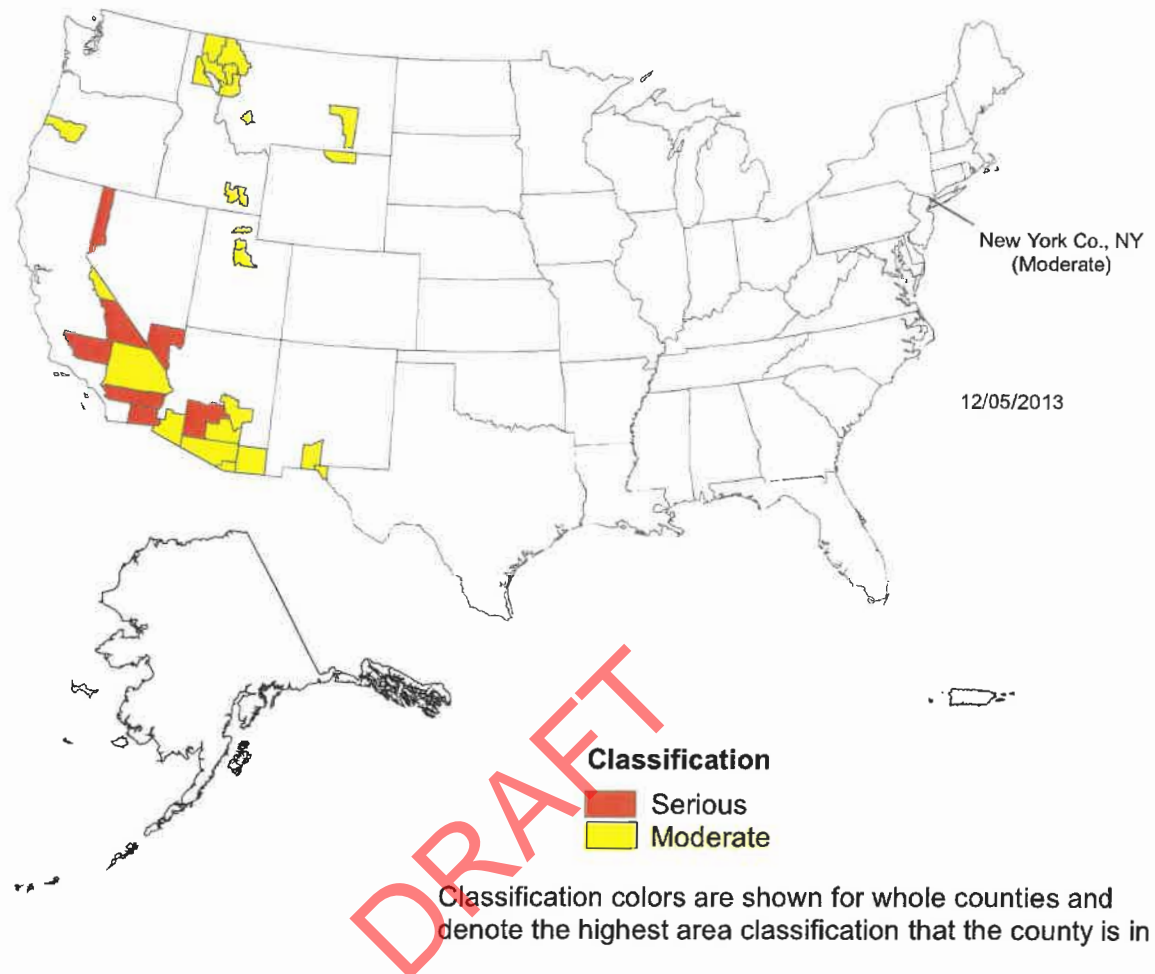 New York Co., NY
(Moderate)
12/05/2013
DRAFT
Classification
Serious
Moderate
Classification colors are shown for whole counties and
denote the highest area classification that the county is in